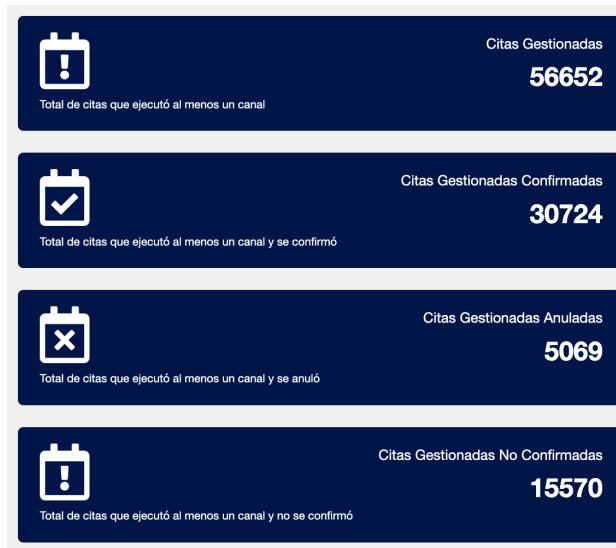 Citas Gestionadas
56652
Total de citas que ejecutó al menos un canal
Citas Gestionadas Confirmadas
30724
Total de citas que ejecutó al menos un canal y se confirmó
Citas Gestionadas Anuladas
5069
Total de citas que ejecutó al menos un canal y se anuló
Citas Gestionadas No Confirmadas
15570
Total de citas que ejecutó al menos un canal y no se confirmó